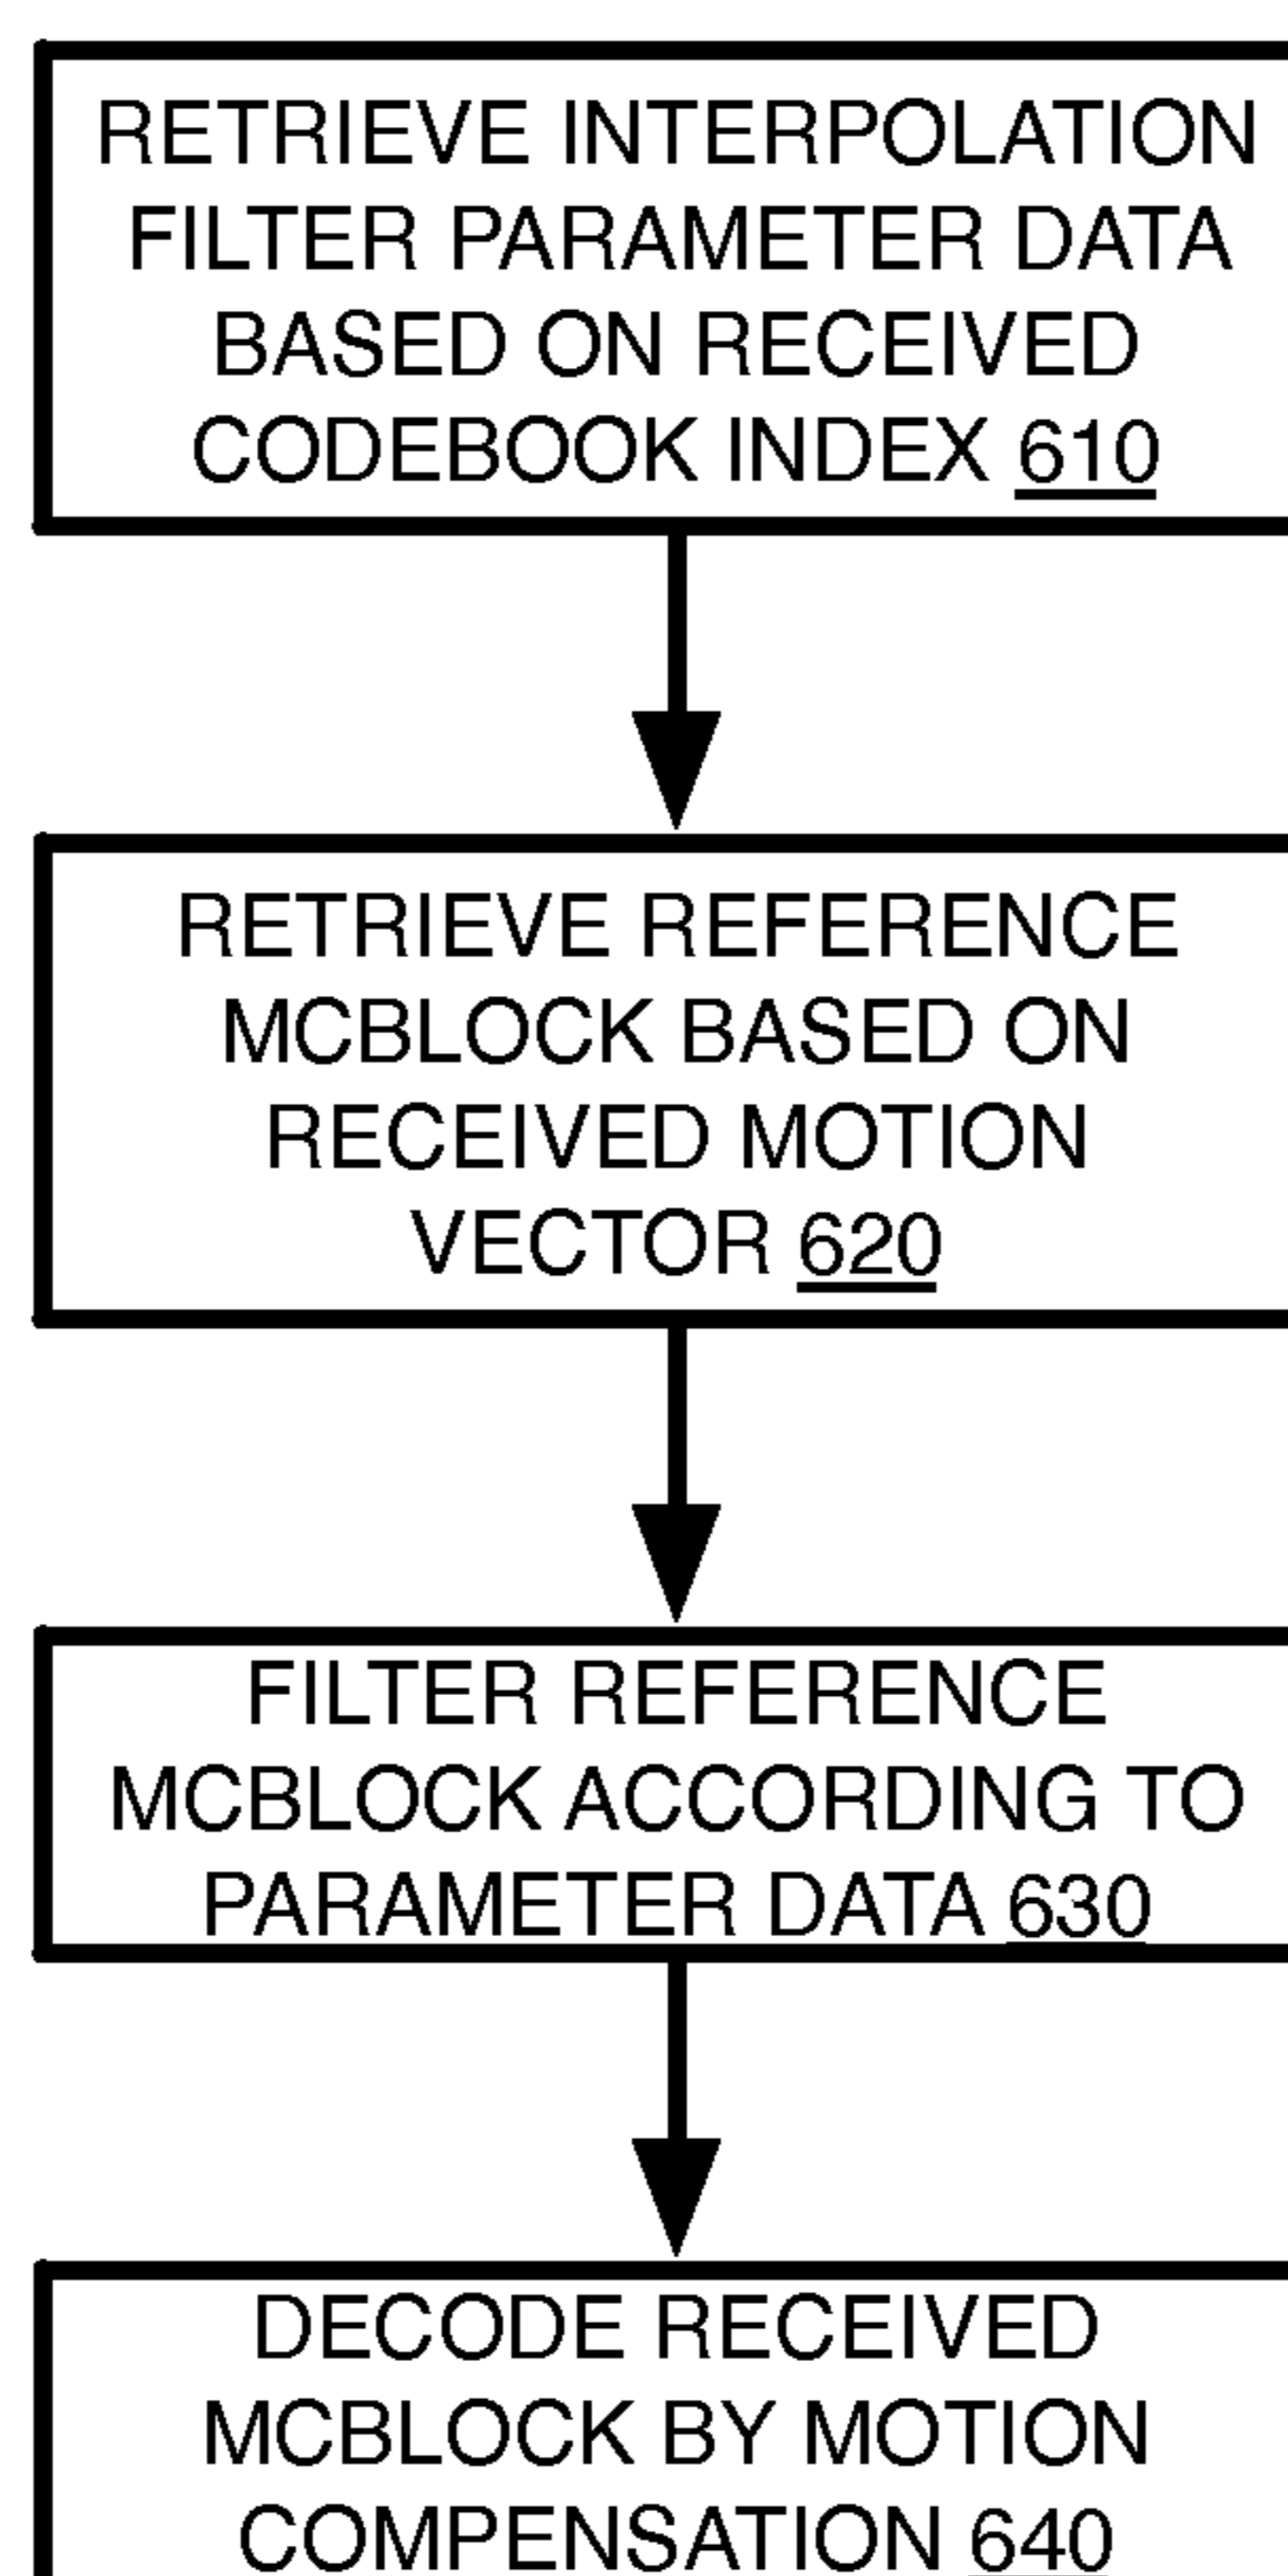 RETRIEVE INTERPOLATION
FILTER PARAMETER DATA
BASED ON RECEIVED
CODEBOOK INDEX 610
RETRIEVE REFERENCE
MCBLOCK BASED ON
RECEIVED MOTION
VECTOR 620
FILTER REFERENCE
MCBLOCK ACCORDING TO
PARAMETER DATA 630
DECODE RECEIVED
MCBLOCK BY MOTION
COMPENSATION 640